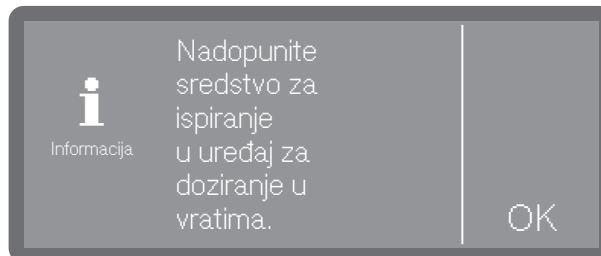 Nadopunite
sredstvo za
ispiranje
u uređaj za
doziranje u
vratima.
Informacija
OK